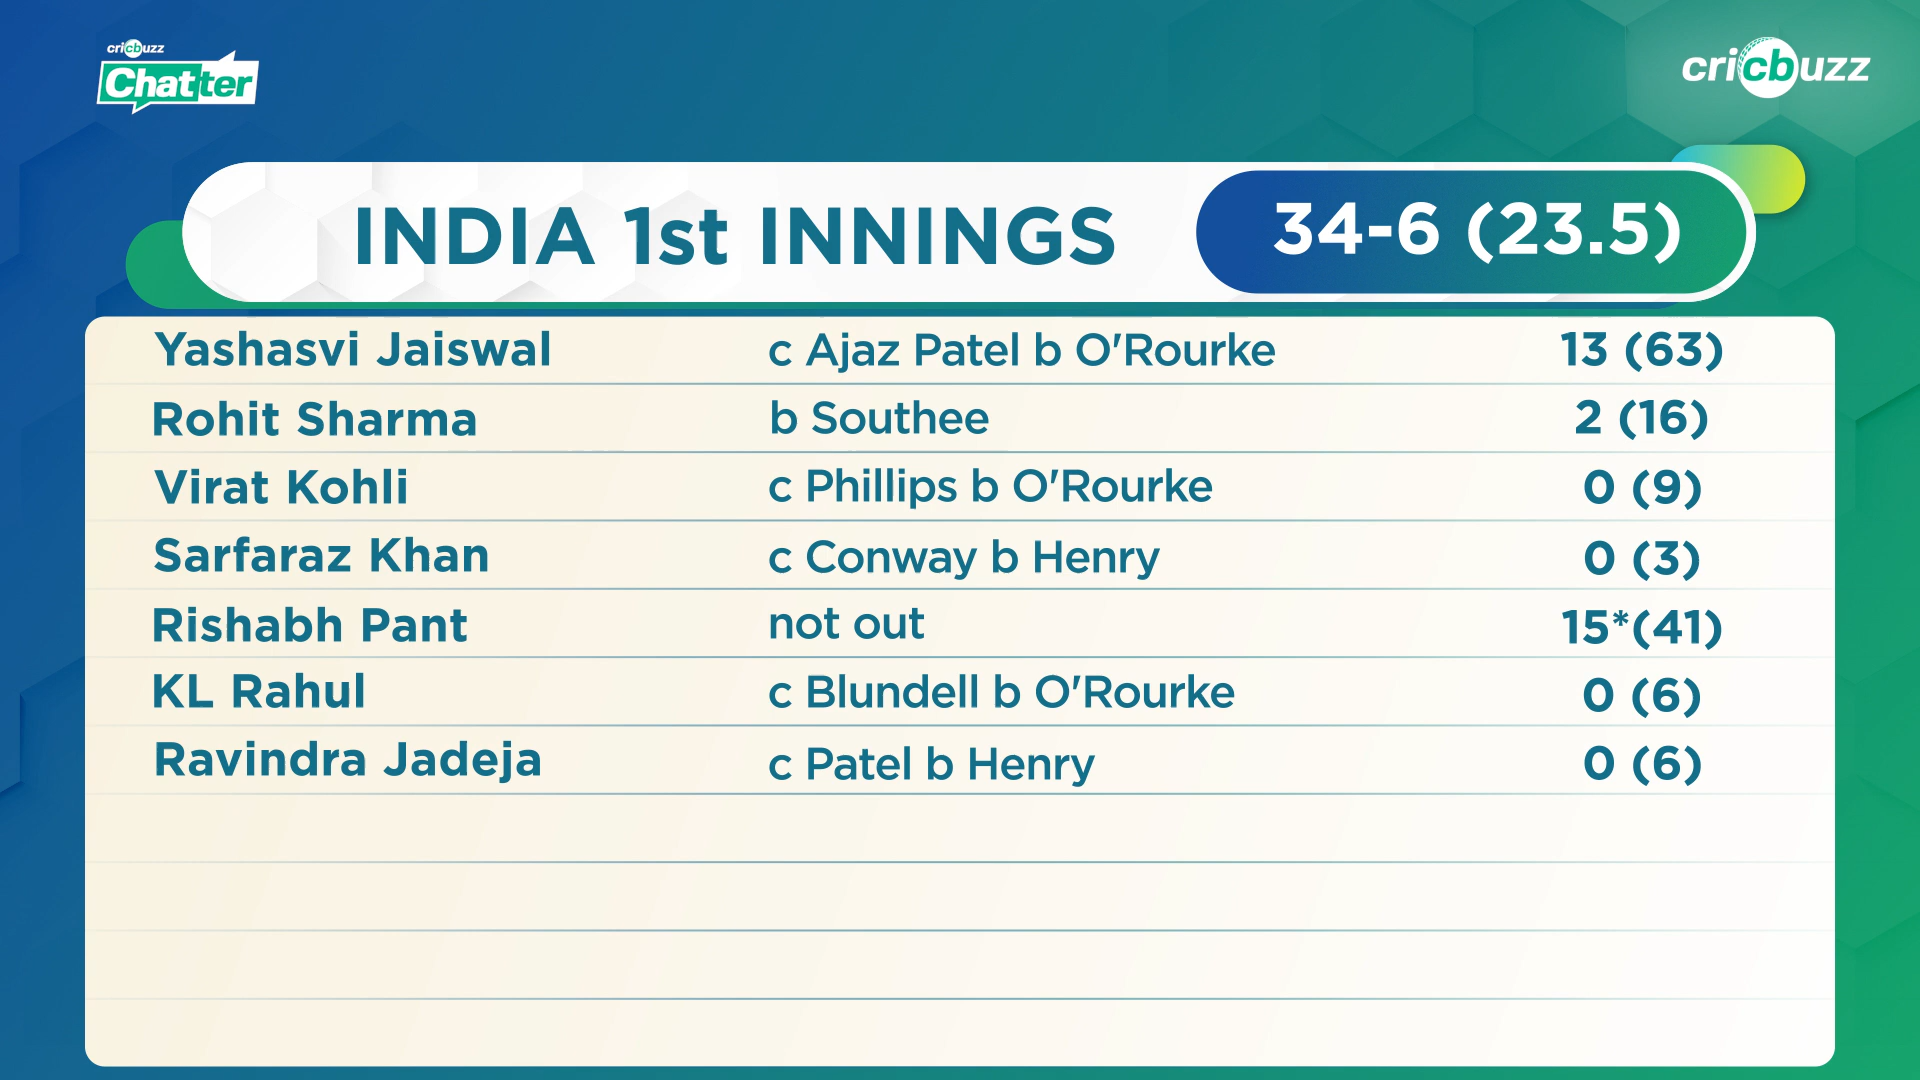 cricbuzz
Chatter
cricbuzz
INDIA 1st INNINGS 34-6 (23.5)
Yashasvi Jaiswal c Ajaz Patel b O'Rourke 13 (63)
Rohit Sharma b Southee 2 (16)
Virat Kohli c Phillips b O'Rourke 0 (9)
Sarfaraz Khan c Conway b Henry 0 (3)
Rishabh Pant not out 15*(41)
KL Rahul c Blundell b O'Rourke 0 (6)
Ravindra Jadeja c Patel b Henry 0 (6)